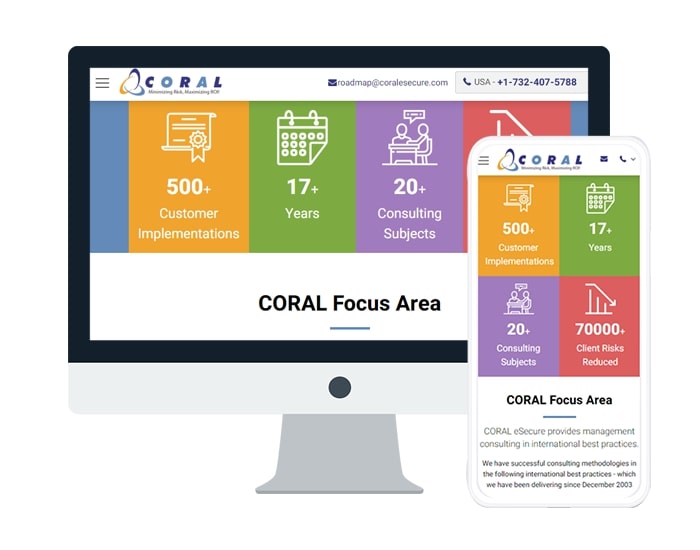 CORAL
Minimizing Risk, Maximizing ROI!
roadmap@coralesecure.com
USA - +1-732-407-5788
500+
Customer
Implementations
17+
Years
20+
Consulting
Subjects
CORAL Focus Area
CORAL
Minimizing Risk, Maximizing ROI!
500+
Customer
Implementations
17+
Years
20+
Consulting
Subjects
70000+
Client Risks
Reduced
CORAL Focus Area
CORAL eSecure provides management
consulting in international best practices.
We have successful consulting methodologies in
the following international best practices - which
we have been delivering since December 2003